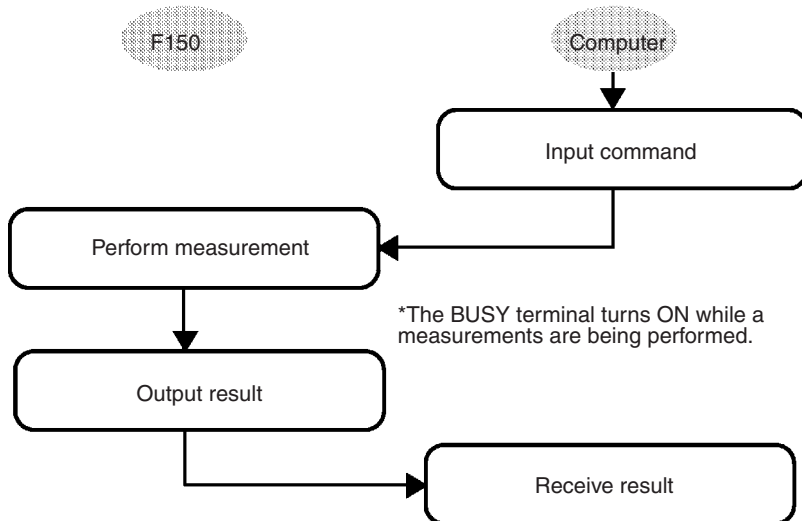 F150
Computer
Input command
Perform measurement
*The BUSY terminal turns ON while a
measurements are being performed.
Output result
Receive result